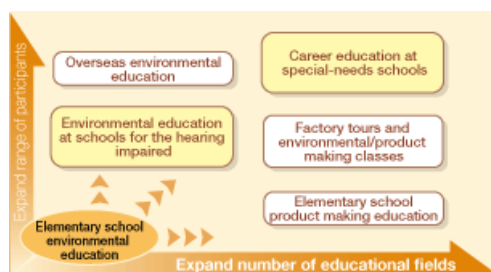 Expand range of participants
Overseas environmental
education
Career education at
special-needs schools
Environmental education
at schools for the hearing
impaired
Factory tours and
environmental/product
making classes
Elementary school
product making education
Elementary school
environmental
education
Expand number of educational fields